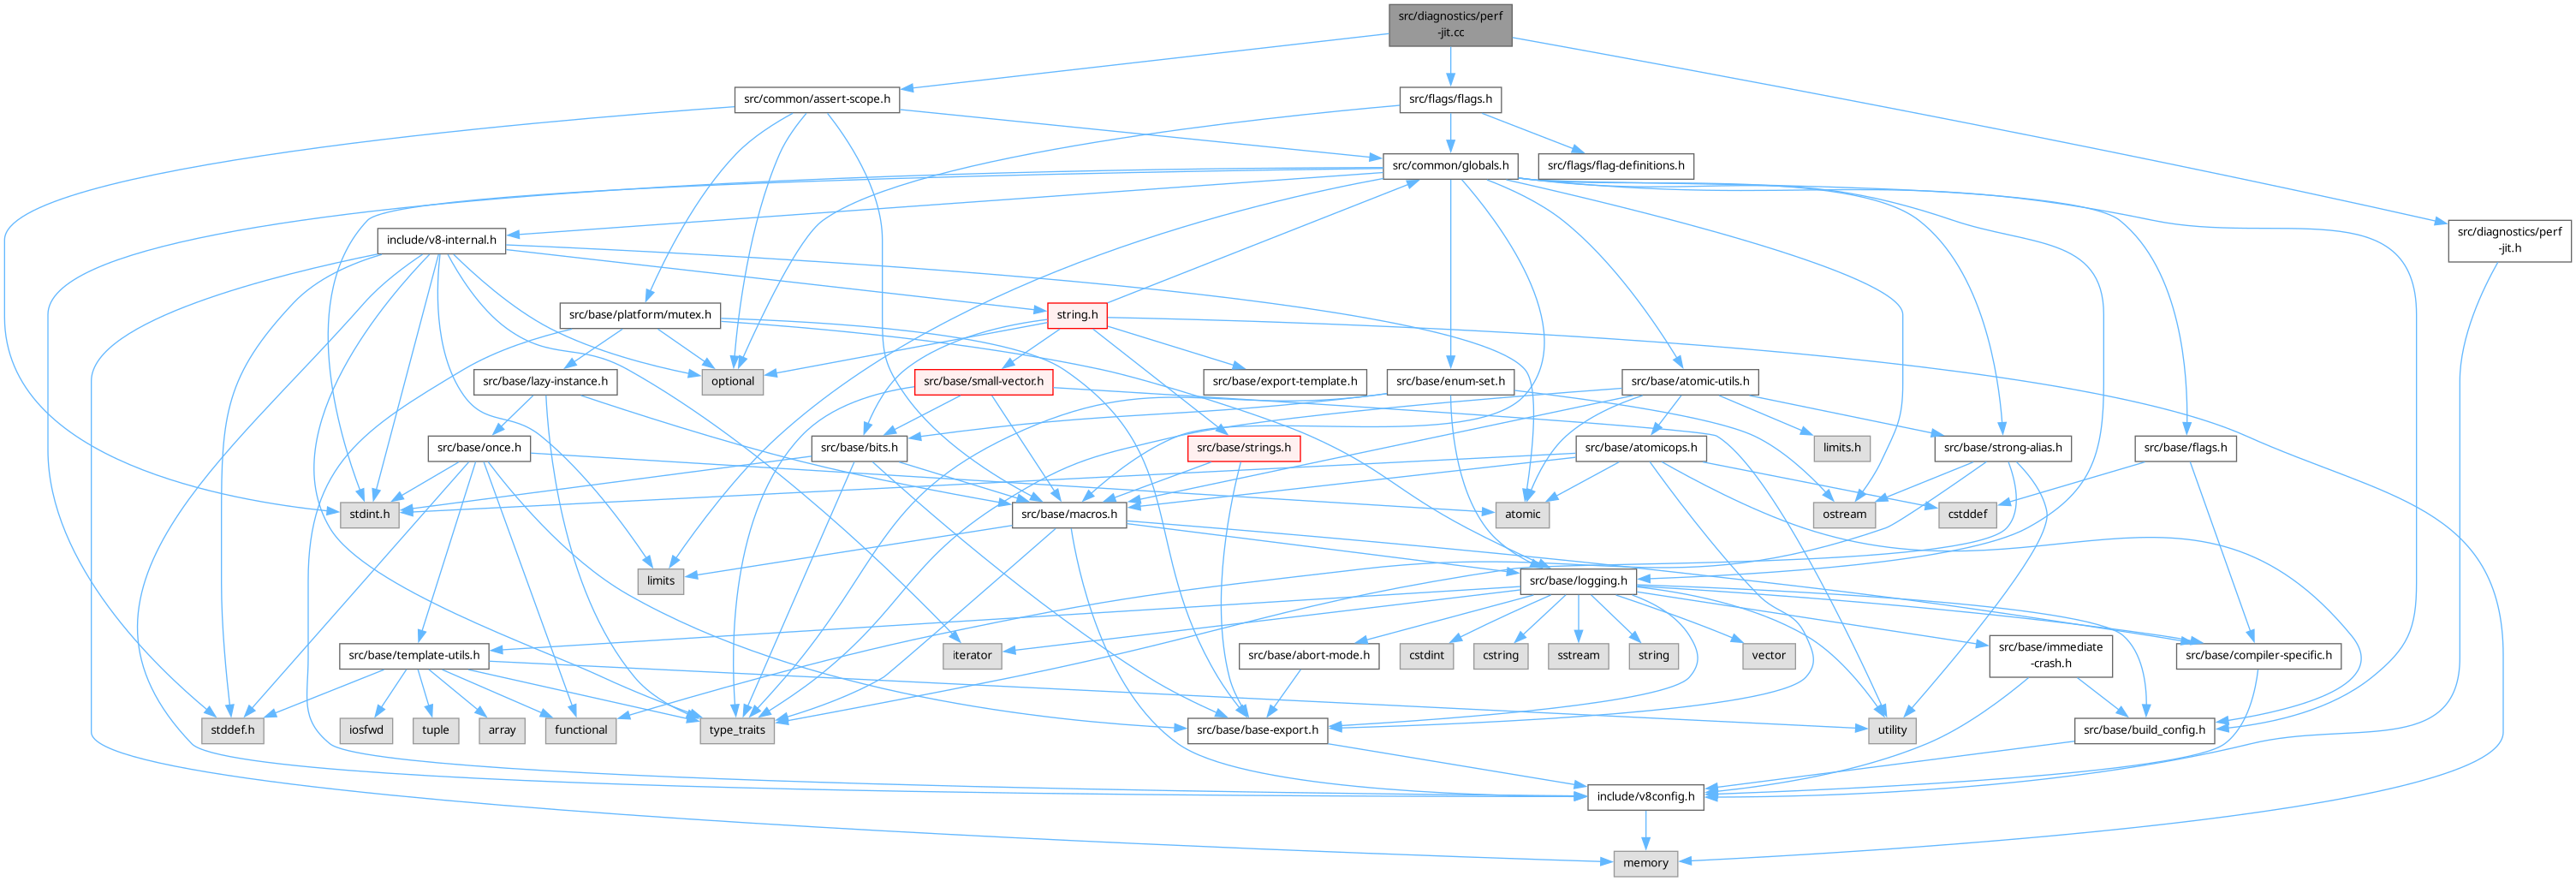 src/diagnostics/perf
-jit.cc
src/common/assert-scope.h
src/flags/flags.h
src/common/globals.h
src/flags/flag-definitions.h
include/v8-internal.h
src/diagnostics/perf
-jit.h
src/base/platform/mutex.h
string.h
src/base/lazy-instance.h
optional
src/base/small-vector.h
src/base/export-template.h
src/base/enum-set.h
src/base/atomic-utils.h
src/base/once.h
src/base/bits.h
src/base/strings.h
src/base/atomicops.h
limits.h
src/base/strong-alias.h
src/base/flags.h
stdint.h
src/base/macros.h
atomic
ostream
cstddef
limits
src/base/logging.h
src/base/template-utils.h
iterator
src/base/abort-mode.h
cstdint
cstring
sstream
string
vector
src/base/immediate
-crash.h
src/base/compiler-specific.h
stddef.h
iosfwd
tuple
array
functional
type_traits
src/base/base-export.h
utility
src/base/build_config.h
include/v8config.h
memory